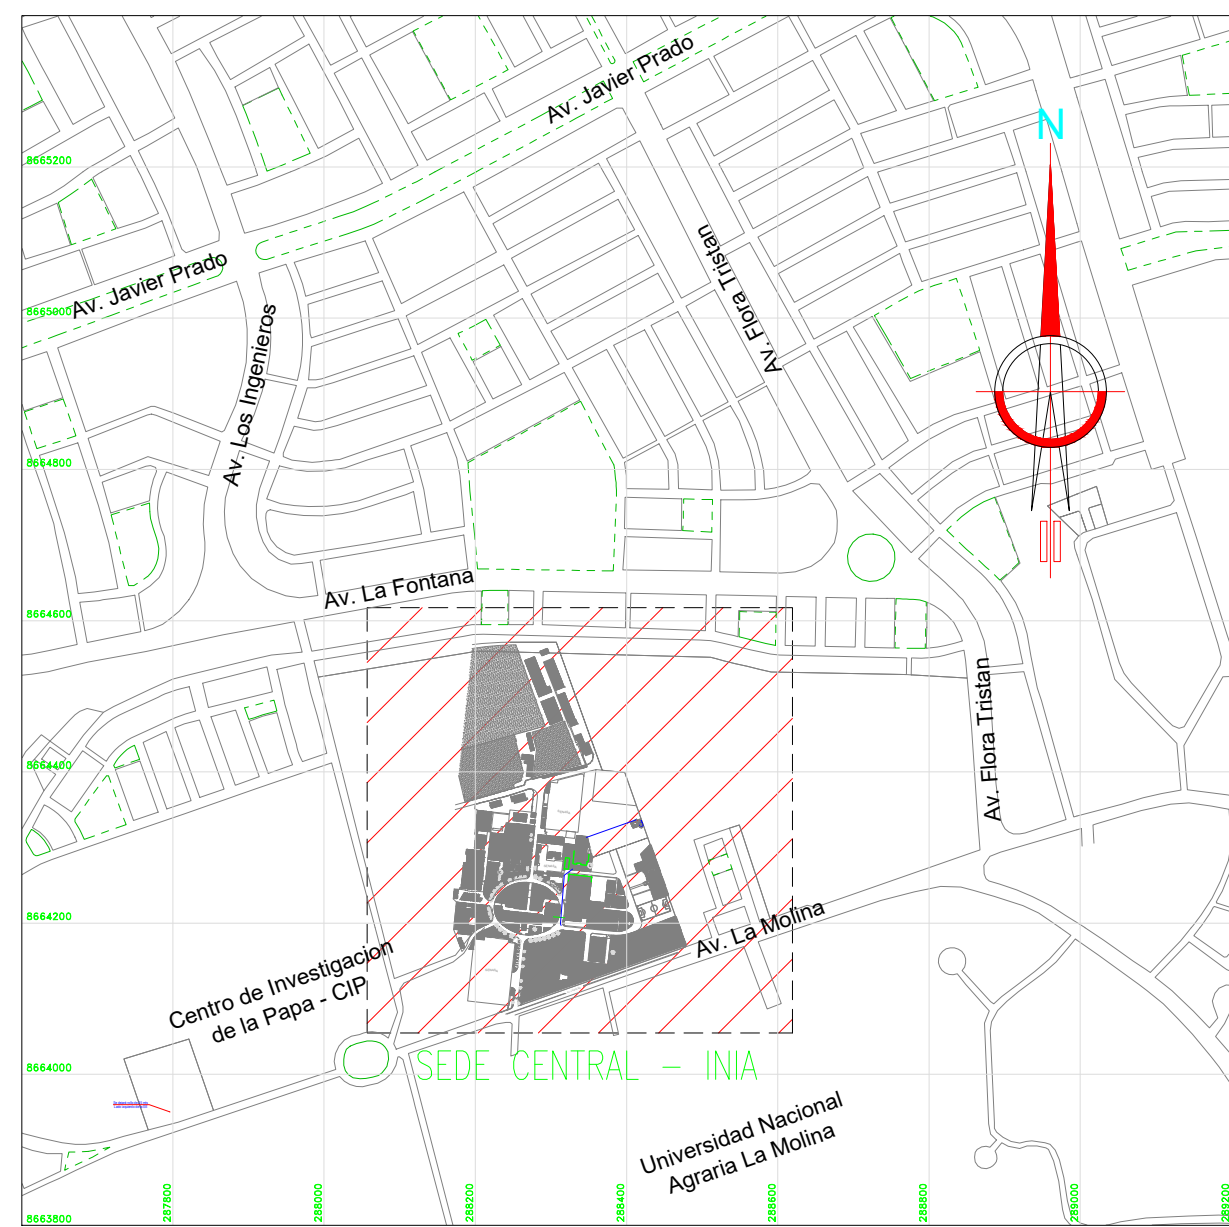 Av. Javier Prado
N
8665200
Av. Flora Tristan
Av. Javier Prado
8665000
Av. Los Ingenieros
8664800
Av. La Fontana
8664600
Av. Flora Tristan
8664400
8664200
Av. La Molina
Centro de Investigacion
de la Papa - CIP
SEDE CENTRAL - INIA
8664000
Universidad Nacional
Agraria La Molina
287800
288000
288200
288400
288600
288800
289000
289200
8663800